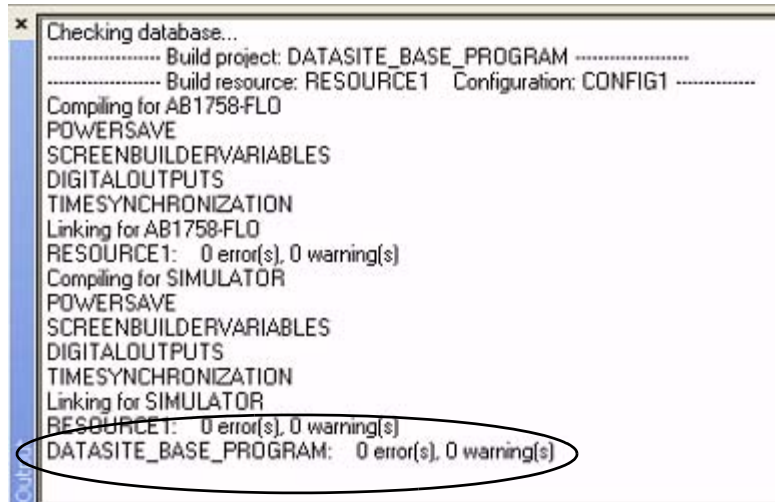 Checking database...
-------------------- Build project: DATASITE_BASE_PROGRAM --------------------
-------------------- Build resource: RESOURCE1 Configuration: CONFIG1 --------------
Compiling for AB1758-FLO
POWERSAVE
SCREENBUILDERVARIABLES
DIGITALOUTPUTS
TIMESYNCHRONIZATION
Linking for AB1758-FLO
RESOURCE1: 0 error(s), 0 warning(s)
Compiling for SIMULATOR
POWERSAVE
SCREENBUILDERVARIABLES
DIGITALOUTPUTS
TIMESYNCHRONIZATION
Linking for SIMULATOR
RESOURCE1: 0 error(s), 0 warning(s)
DATASITE_BASE_PROGRAM: 0 error(s), 0 warning(s)
Output